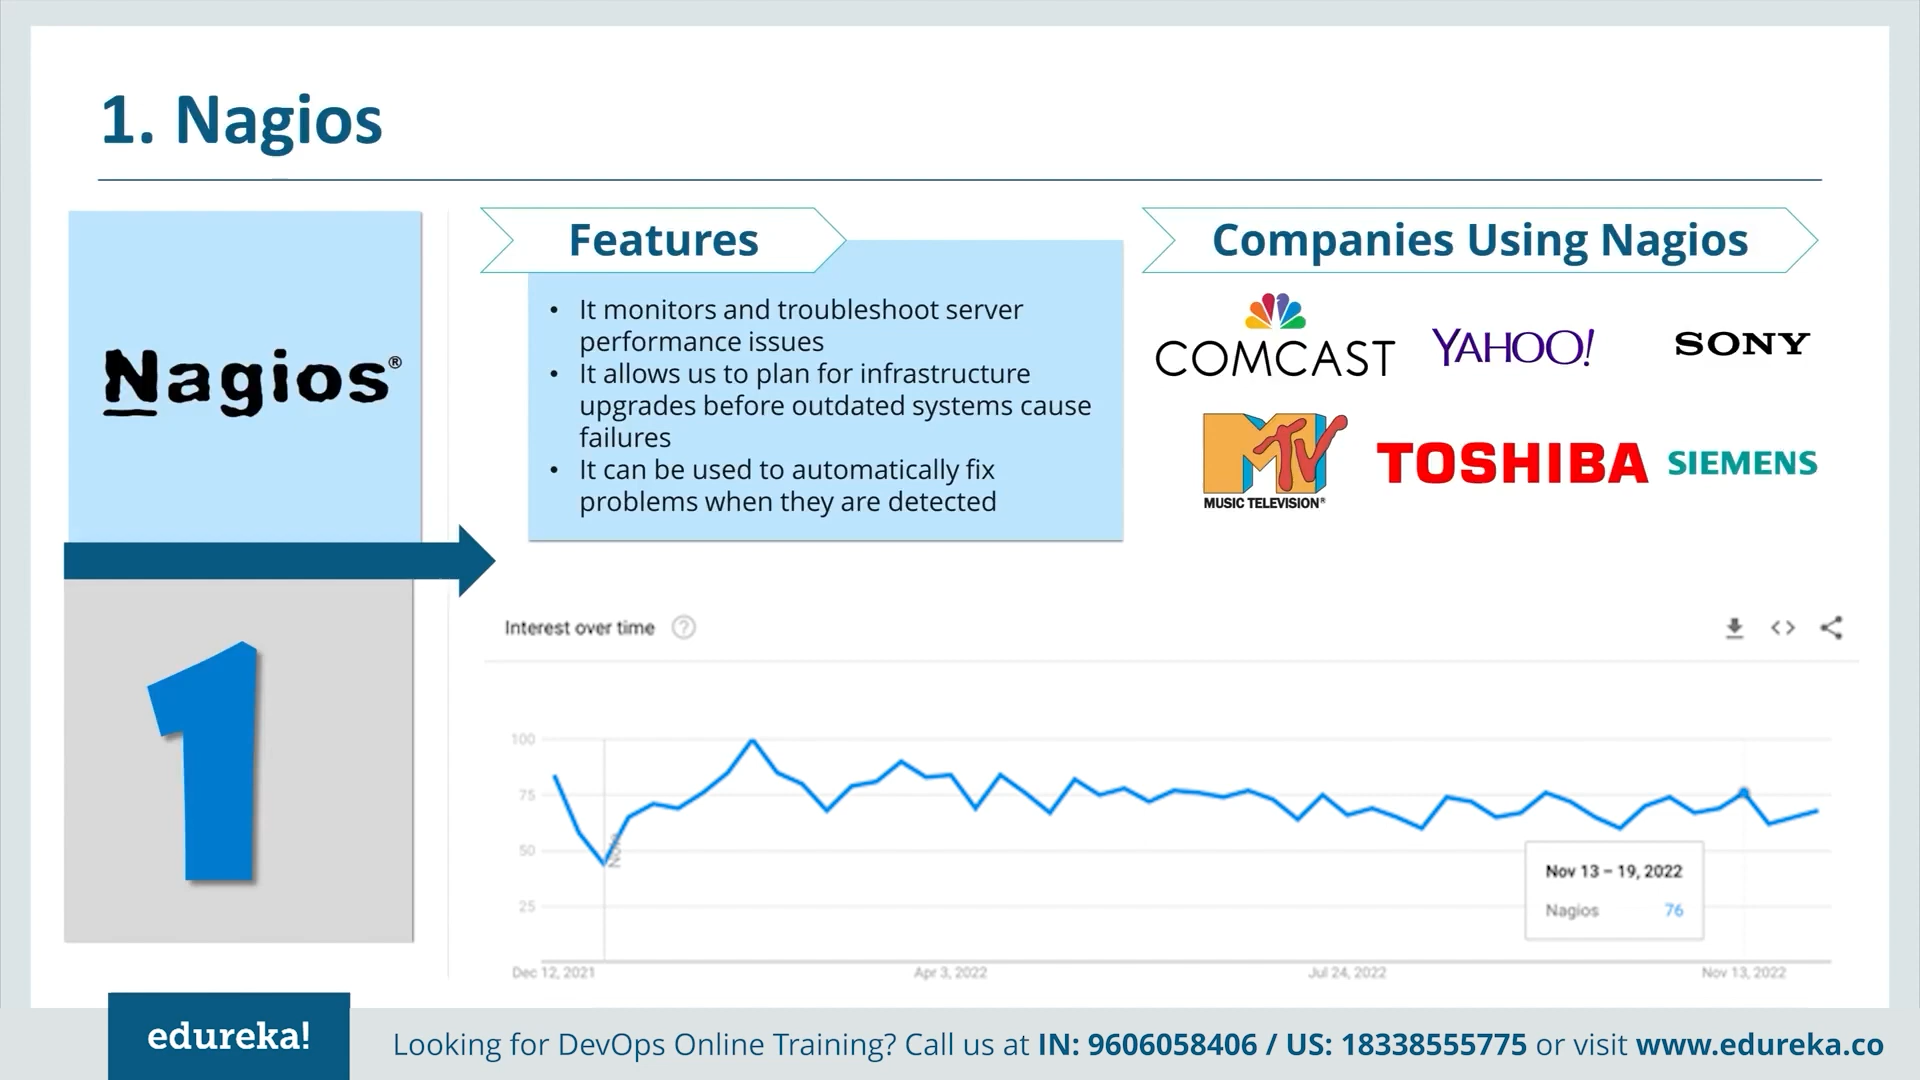 1. Nagios
Nagios®
1
Features
It monitors and troubleshoot server
performance issues
It allows us to plan for infrastructure
upgrades before outdated systems cause
failures
It can be used to automatically fix
problems when they are detected
Companies Using Nagios
COMCAST
YAHOO!
SONY
MTV
MUSIC TELEVISION®
TOSHIBA
SIEMENS
Interest over time ?
100
75
50
25
Note
Nov 13 – 19, 2022
Nagios 76
Dec 12, 2021
Apr 3, 2022
Jul 24, 2022
Nov 13, 2022
edureka!
Looking for DevOps Online Training? Call us at IN: 9606058406 / US: 18338555775 or visit www.edureka.co